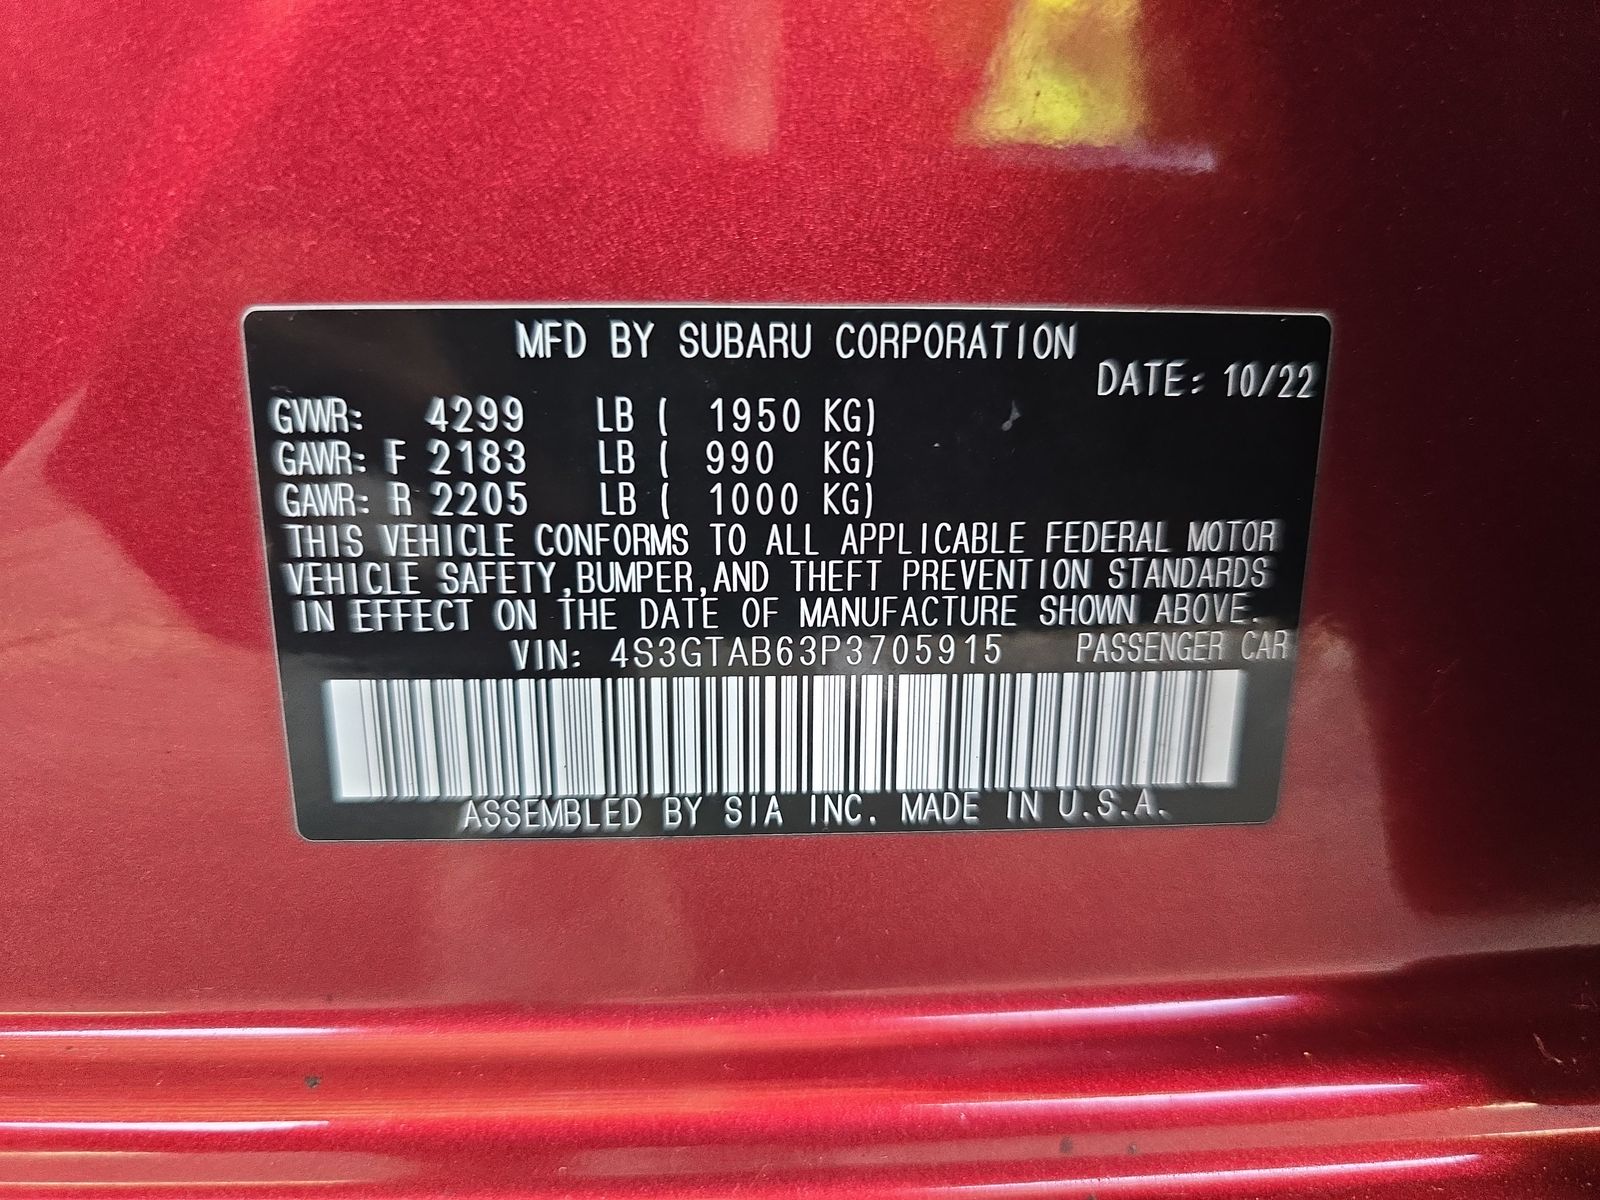 MFD BY SUBARU CORPORATION
DATE: 10/22
GVWR: 4299 LB ( 1950 KG)
GAWR: F 2183 LB ( 990 KG)
GAWR: R 2205 LB ( 1000 KG)
THIS VEHICLE CONFORMS TO ALL APPLICABLE FEDERAL MOTOR
VEHICLE SAFETY,BUMPER,AND THEFT PREVENTION STANDARDS
IN EFFECT ON THE DATE OF MANUFACTURE SHOWN ABOVE.
VIN: 4S3GTAB63P3705915 PASSENGER CAR
ASSEMBLED BY SIA INC. MADE IN U.S.A.